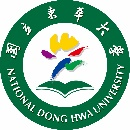 國立東華大學
NATIONAL DONG HWA UNIVERSITY